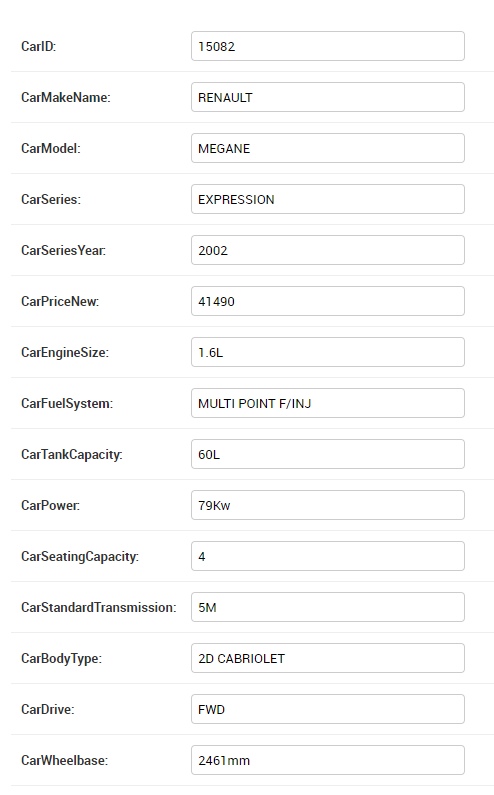 CarID: 15082
CarMakeName: RENAULT
CarModel: MEGANE
CarSeries: EXPRESSION
CarSeriesYear: 2002
CarPriceNew: 41490
CarEngineSize: 1.6L
CarFuelSystem: MULTI POINT F/INJ
CarTankCapacity: 60L
CarPower: 79Kw
CarSeatingCapacity: 4
CarStandardTransmission: 5M
CarBodyType: 2D CABRIOLET
CarDrive: FWD
CarWheelbase: 2461mm